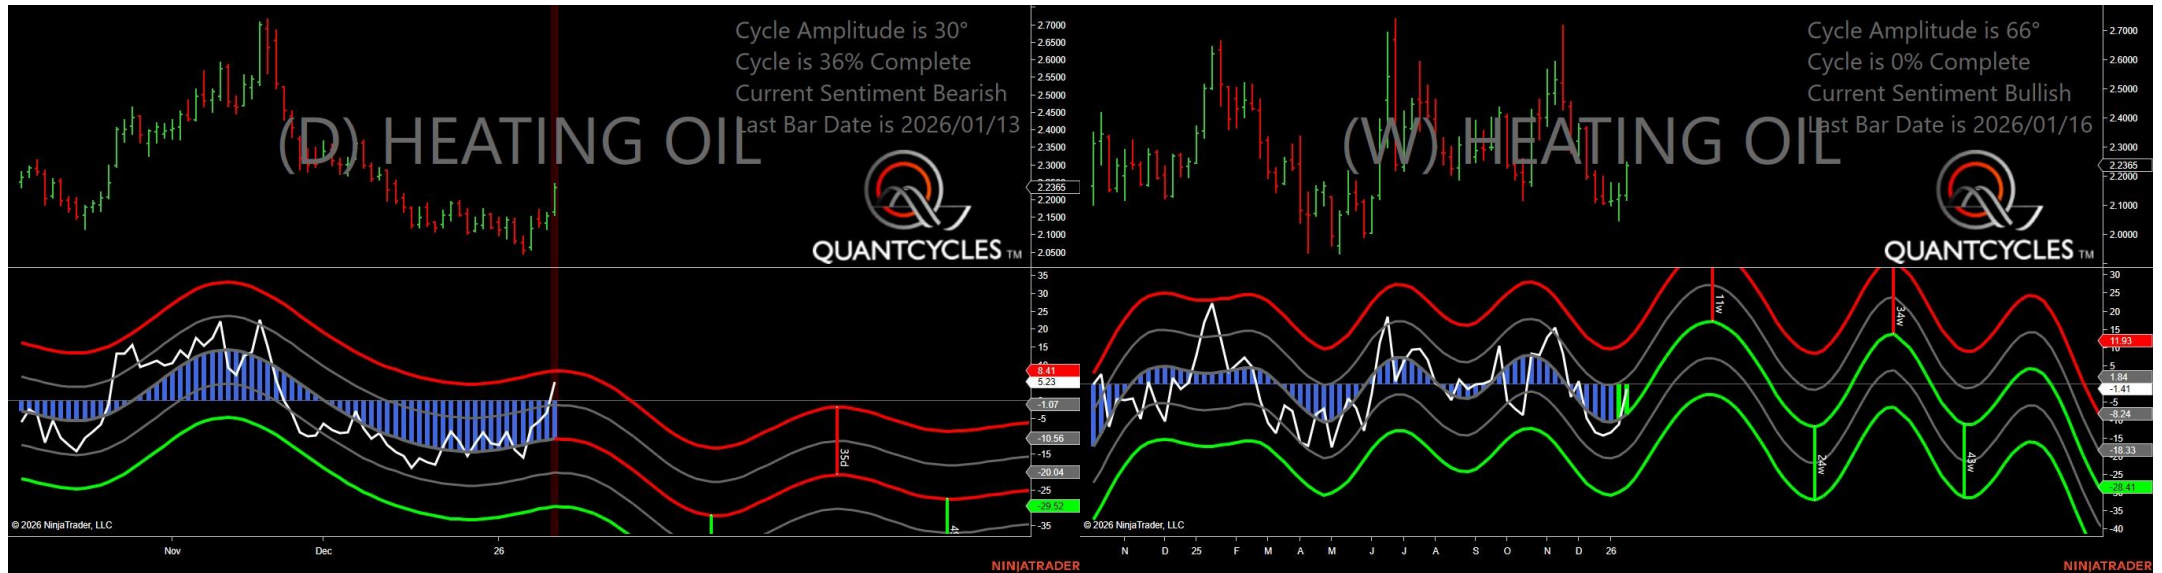 Cycle Amplitude is 30°
Cycle is 36% Complete
Current Sentiment Bearish
Last Bar Date is 2026/01/13
(D) HEATING OIL
QUANTCYCLES TM
2.7000
2.6500
2.6000
2.5500
2.5000
2.4500
2.4000
2.3500
2.3000
2.2365
2.2000
2.1500
2.1000
2.0500
35
30
25
20
15
8.41
5.23
-1.07
-5
-10.56
-15
-20.04
-25
-29.52
-35
35d
© 2026 NinjaTrader, LLC
Nov Dec 26
NINJATRADER
Cycle Amplitude is 66°
Cycle is 0% Complete
Current Sentiment Bullish
Last Bar Date is 2026/01/16
(W) HEATING OIL
QUANTCYCLES TM
2.7000
2.6000
2.5000
2.4000
2.3000
2.2365
2.2000
2.1000
2.0000
30
25
20
15
11.93
5
1.84
-1.41
-5
-8.24
-15
-18.33
-25
-28.41
-35
-40
11w
34w
24w
43w
© 2026 NinjaTrader, LLC
N D 25 F M A M J J A S O N D 26
NINJATRADER